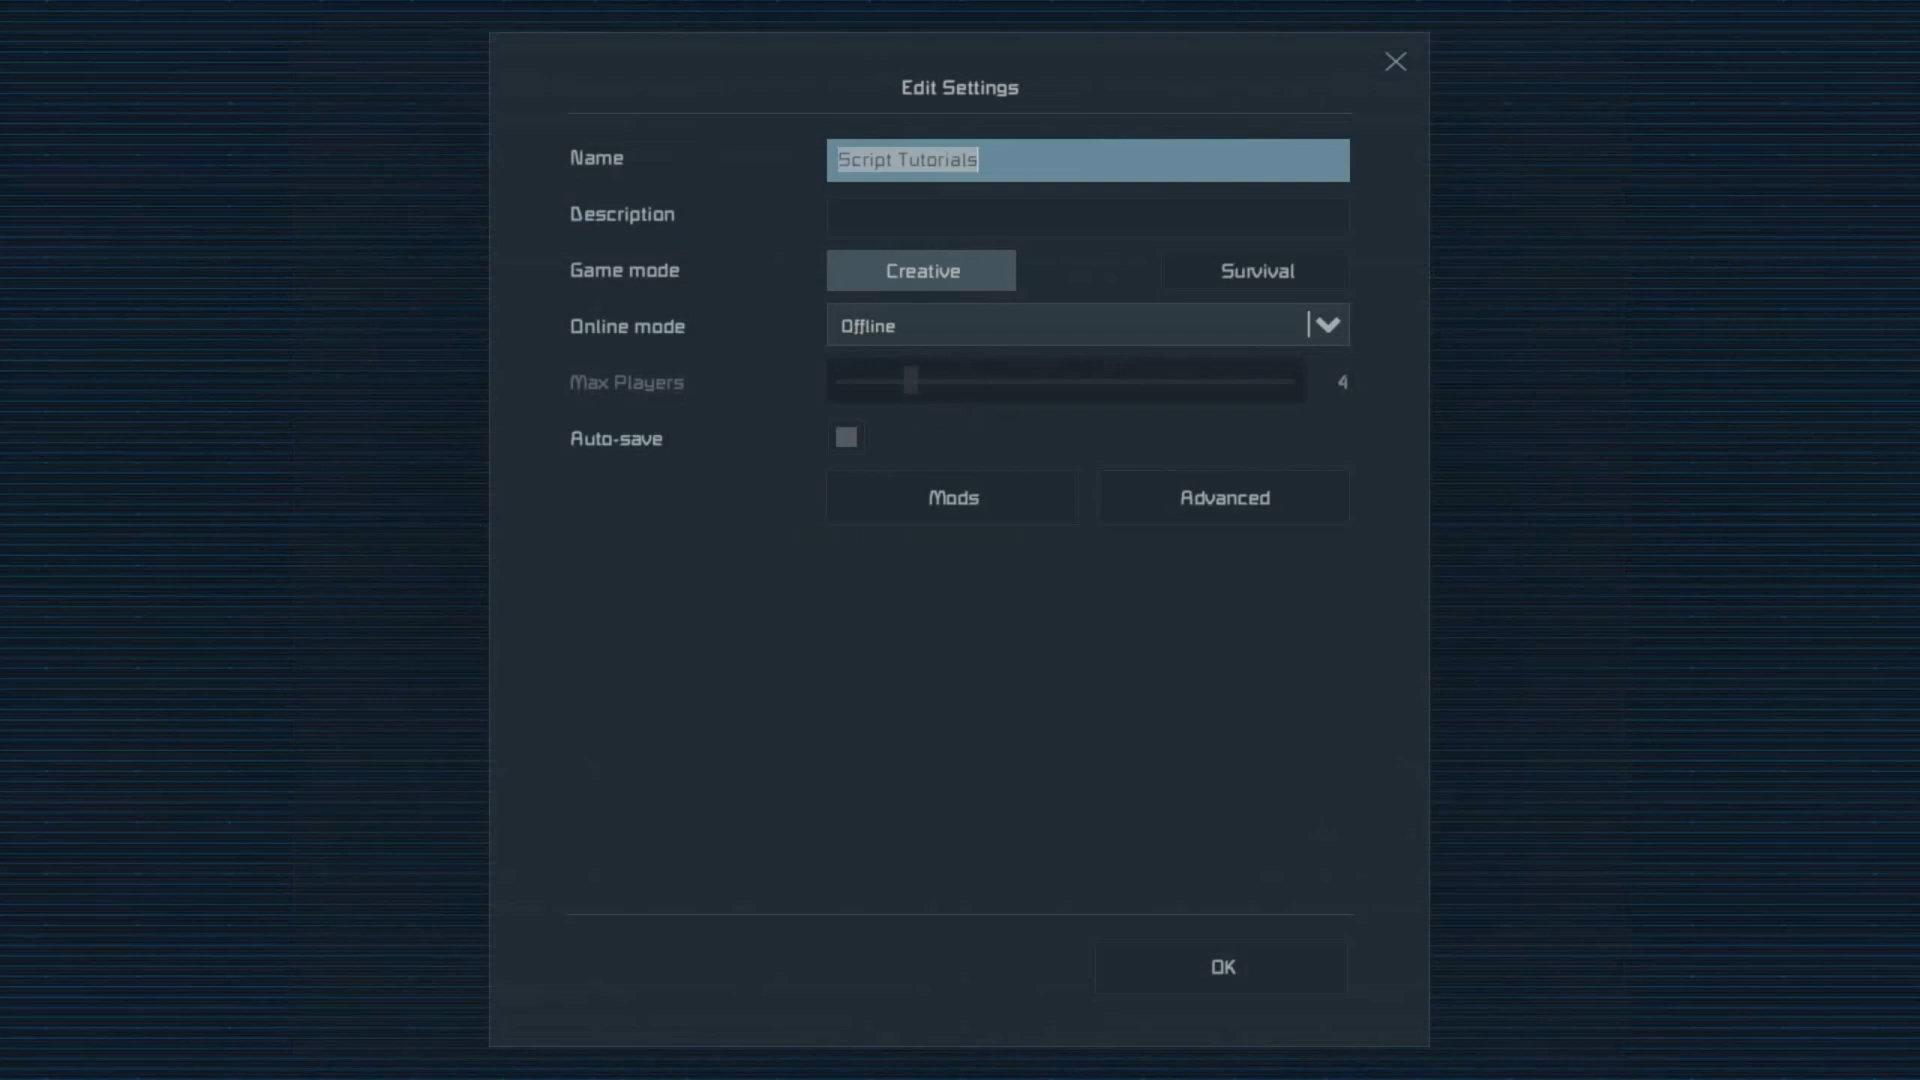 Edit Settings
Name
Script Tutorials
Description
Game mode
Creative
Survival
Online mode
Offline
Max Players
4
Auto-save
Mods
Advanced
OK